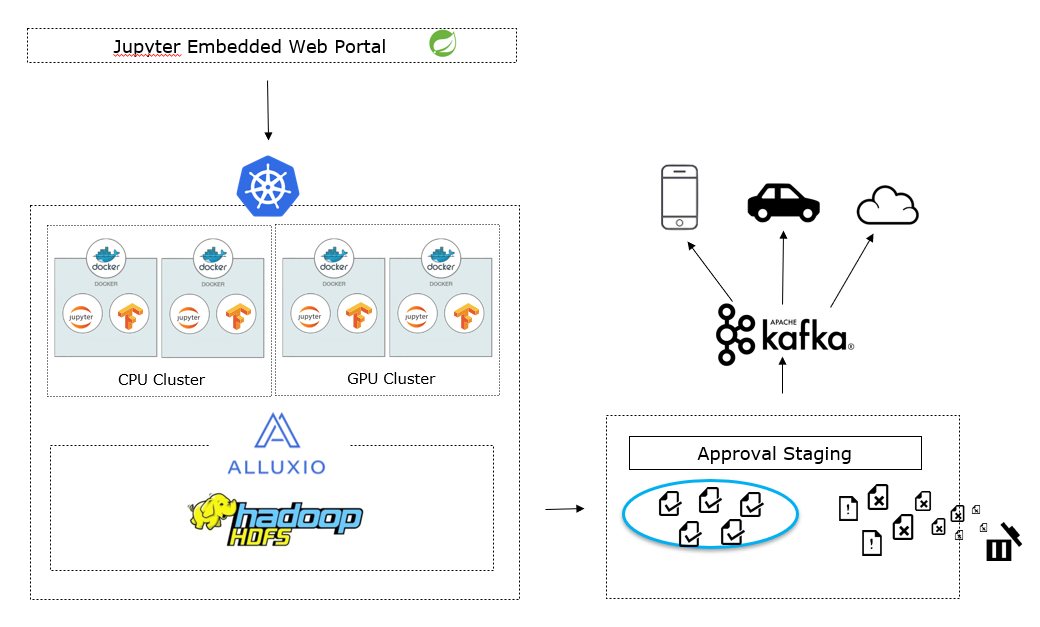 Jupyter Embedded Web Portal
docker
DOCKER
jupyter
docker
DOCKER
jupyter
docker
DOCKER
jupyter
docker
DOCKER
jupyter
CPU Cluster
GPU Cluster
ALLUXIO
hadoop
HDFS
APACHE
kafka®
Approval Staging